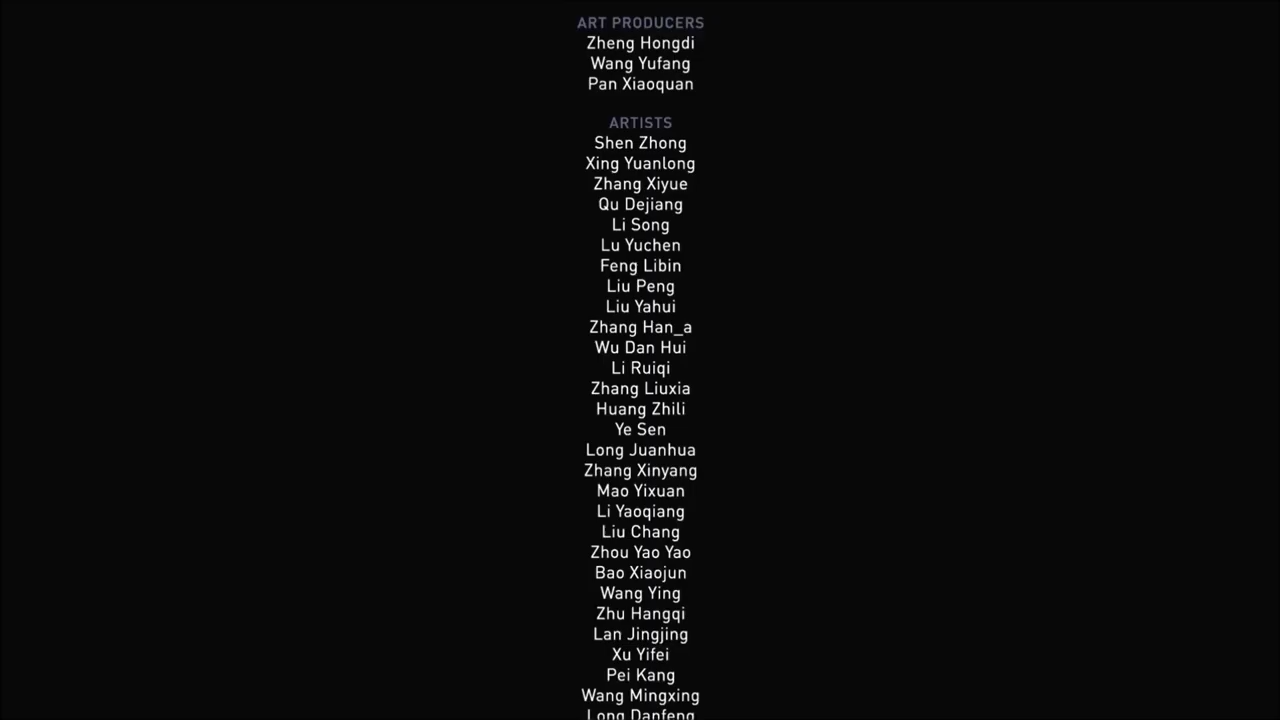 ART PRODUCERS
Zheng Hongdi
Wang Yufang
Pan Xiaoquan
ARTISTS
Shen Zhong
Xing Yuanlong
Zhang Xiyue
Qu Dejiang
Li Song
Lu Yuchen
Feng Libin
Liu Peng
Liu Yahui
Zhang Han_a
Wu Dan Hui
Li Ruiqi
Zhang Liuxia
Huang Zhili
Ye Sen
Long Juanhua
Zhang Xinyang
Mao Yixuan
Li Yaoqiang
Liu Chang
Zhou Yao Yao
Bao Xiaojun
Wang Ying
Zhu Hangqi
Lan Jingjing
Xu Yifei
Pei Kang
Wang Mingxing
Long Danfeng